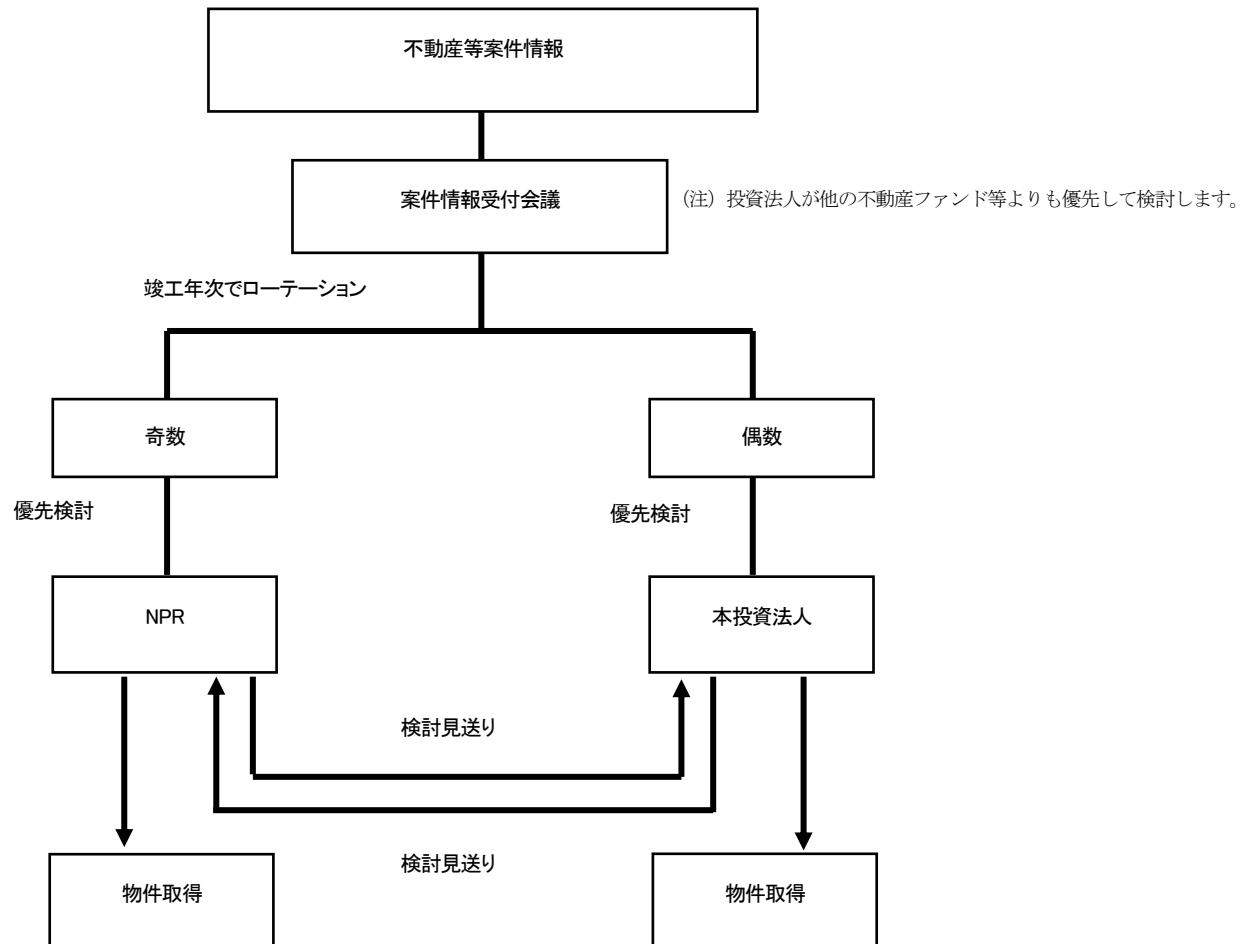 不動産等案件情報
案件情報受付会議
（注）投資法人が他の不動産ファンド等よりも優先して検討します。
竣工年次でローテーション
奇数
偶数
優先検討
優先検討
NPR
本投資法人
検討見送り
検討見送り
物件取得
物件取得